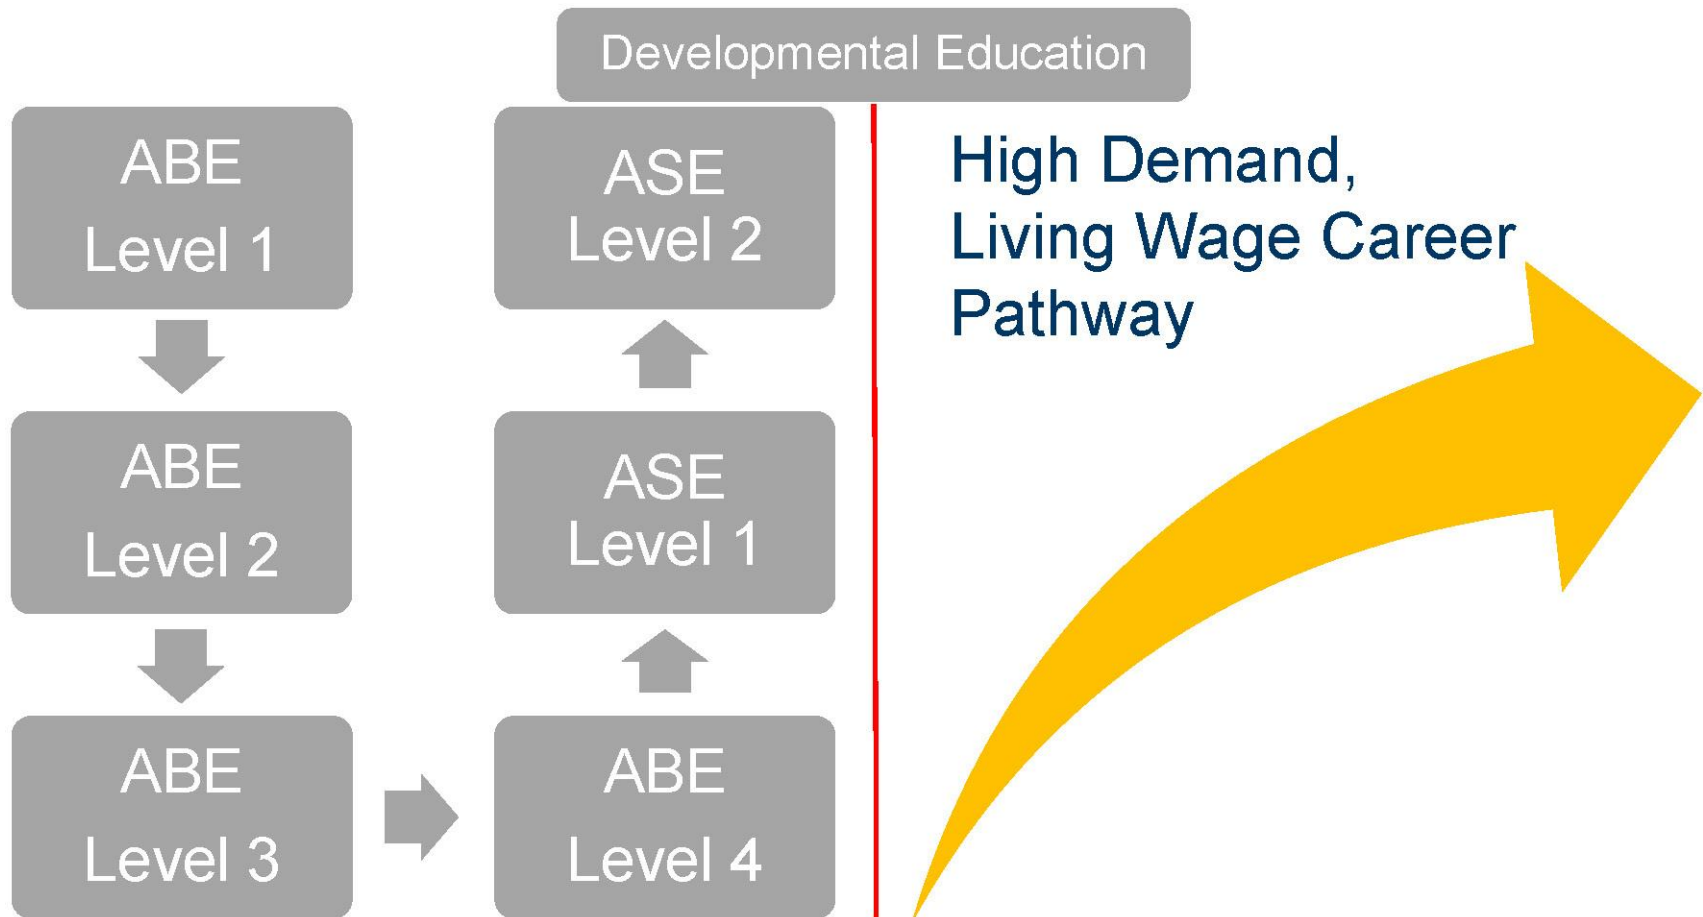 Developmental Education
ABE
Level 1
ABE
Level 2
ABE
Level 3
ABE
Level 4
ASE
Level 1
ASE
Level 2
High Demand,
Living Wage Career
Pathway